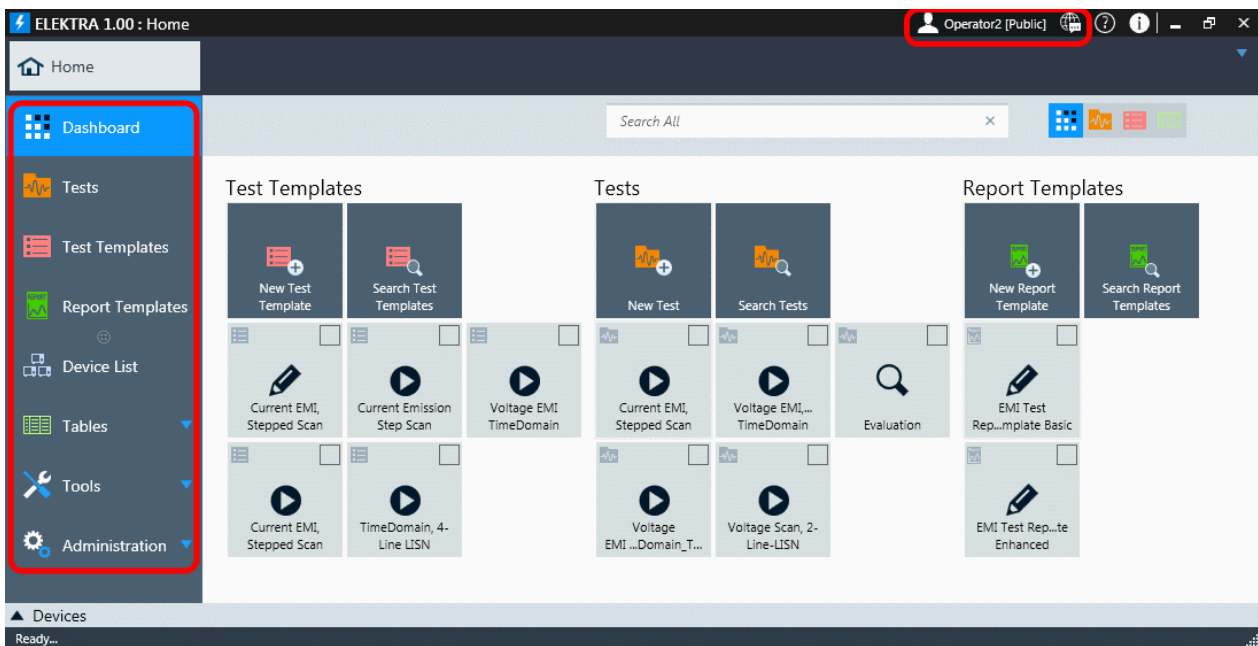 ELEKTRA 1.00 : Home
Operator2 [Public]
Home
Dashboard
Search All
Tests
Test Templates
Report Templates
Device List
Tables
Tools
Administration
Test Templates
New Test
Template
Search Test
Templates
Current EMI,
Stepped Scan
Current Emission
Step Scan
Voltage EMI
TimeDomain
Current EMI,
Stepped Scan
TimeDomain, 4-
Line LISN
Tests
New Test
Search Tests
Current EMI,
Stepped Scan
Voltage EMI,...
TimeDomain
Evaluation
Voltage
EMI ...Domain_T...
Voltage Scan, 2-
Line-LISN
Report Templates
New Report
Template
Search Report
Templates
EMI Test
Rep...mplate Basic
EMI Test Rep...te
Enhanced
Devices
Ready...